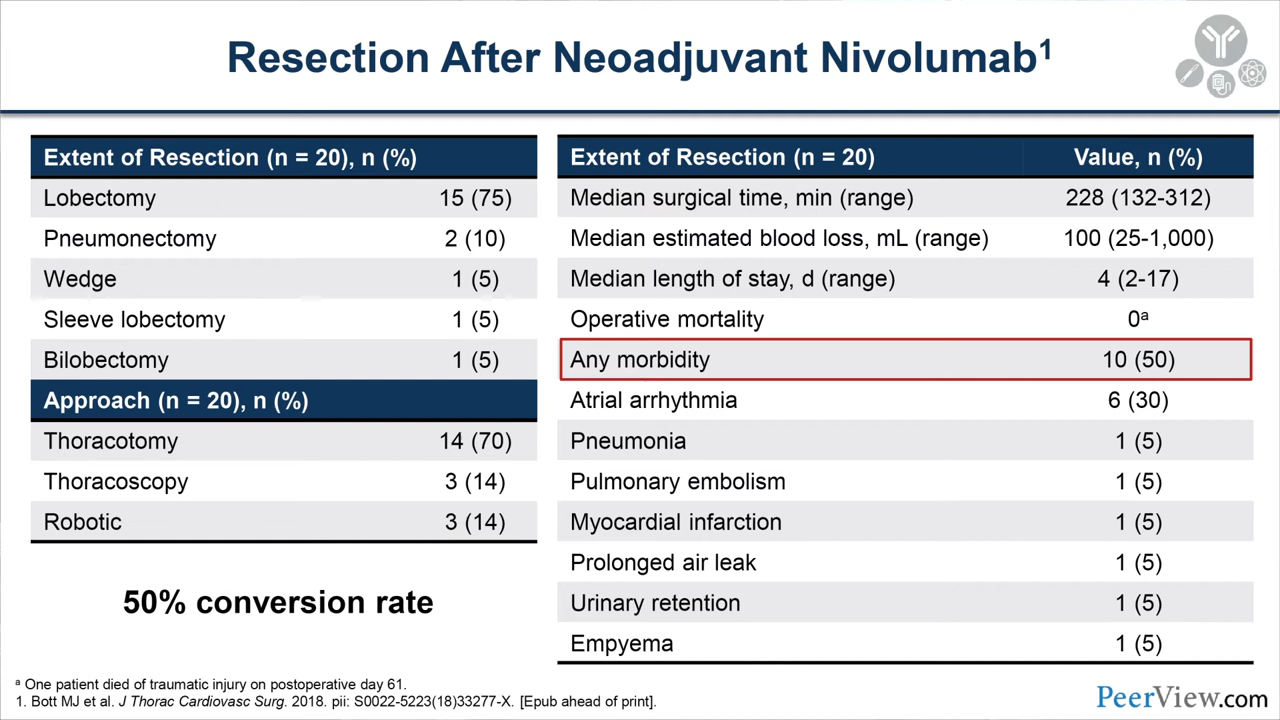 Resection After Neoadjuvant Nivolumab1
Extent of Resection (n = 20), n (%)
Lobectomy 15 (75)
Pneumonectomy 2 (10)
Wedge 1 (5)
Sleeve lobectomy 1 (5)
Bilobectomy 1 (5)
Approach (n = 20), n (%)
Thoracotomy 14 (70)
Thoracoscopy 3 (14)
Robotic 3 (14)
50% conversion rate
Extent of Resection (n = 20) Value, n (%)
Median surgical time, min (range) 228 (132-312)
Median estimated blood loss, mL (range) 100 (25-1,000)
Median length of stay, d (range) 4 (2-17)
Operative mortality 0a
Any morbidity 10 (50)
Atrial arrhythmia 6 (30)
Pneumonia 1 (5)
Pulmonary embolism 1 (5)
Myocardial infarction 1 (5)
Prolonged air leak 1 (5)
Urinary retention 1 (5)
Empyema 1 (5)
a One patient died of traumatic injury on postoperative day 61.
1. Bott MJ et al. J Thorac Cardiovasc Surg. 2018. pii: S0022-5223(18)33277-X. [Epub ahead of print].
PeerView.com